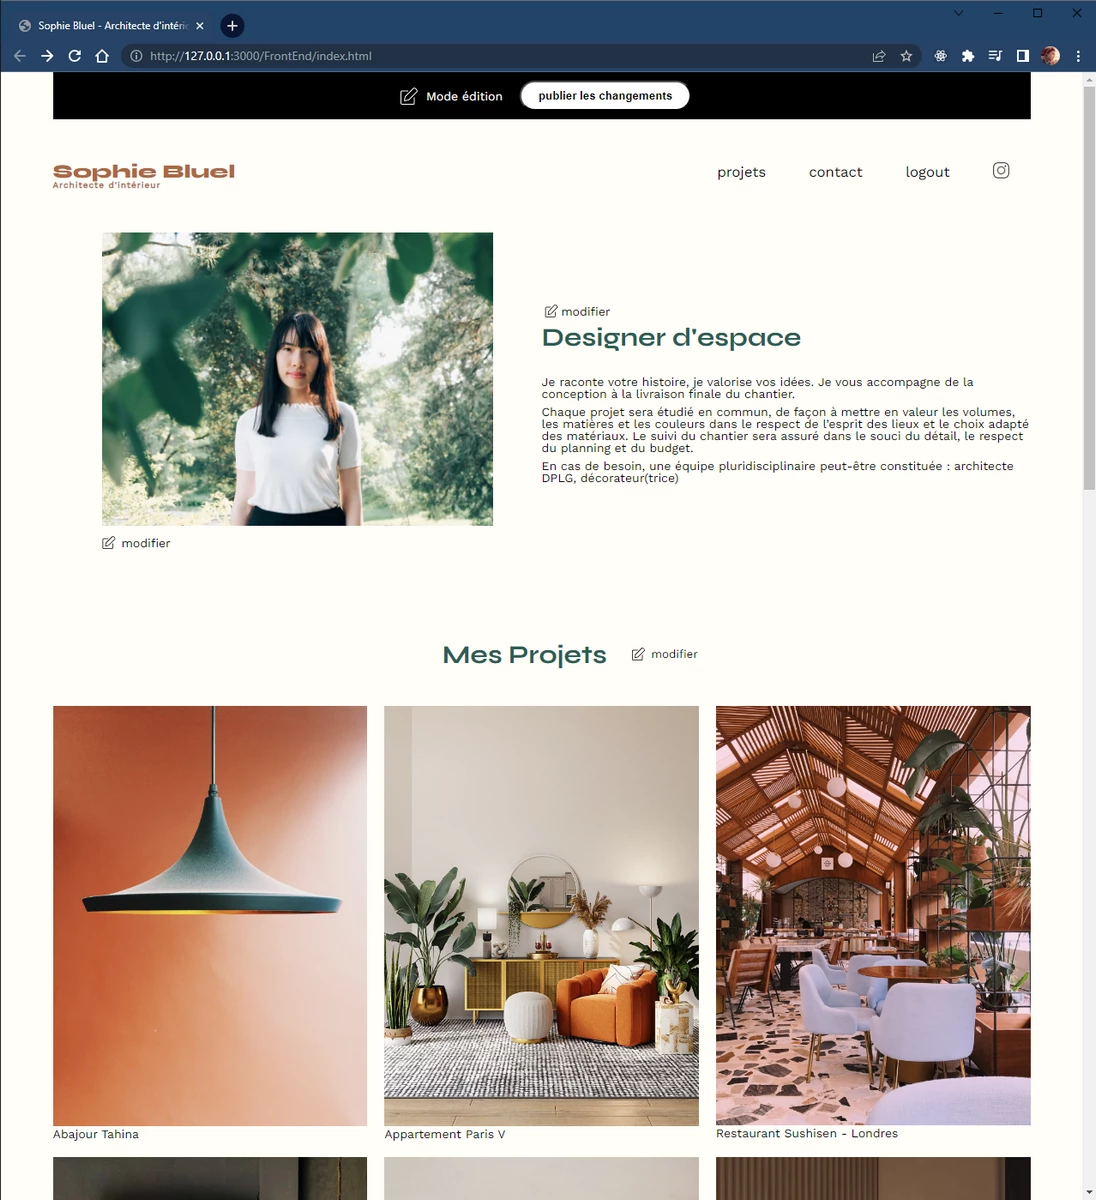 Sophie Bluel - Architecte d'intéri
http://127.0.0.1:3000/FrontEnd/index.html
Mode édition
publier les changements
Sophie Bluel
Architecte d'intérieur
projets
contact
logout
modifier
Designer d'espace
Je raconte votre histoire, je valorise vos idées. Je vous accompagne de la
conception à la livraison finale du chantier.
Chaque projet sera étudié en commun, de façon à mettre en valeur les volumes,
les matières et les couleurs dans le respect de l'esprit des lieux et le choix adapté
des matériaux. Le suivi du chantier sera assuré dans le souci du détail, le respect
du planning et du budget.
En cas de besoin, une équipe pluridisciplinaire peut-être constituée : architecte
DPLG, décorateur(trice)
modifier
Mes Projets
modifier
Abajour Tahina
Appartement Paris V
Restaurant Sushisen - Londres